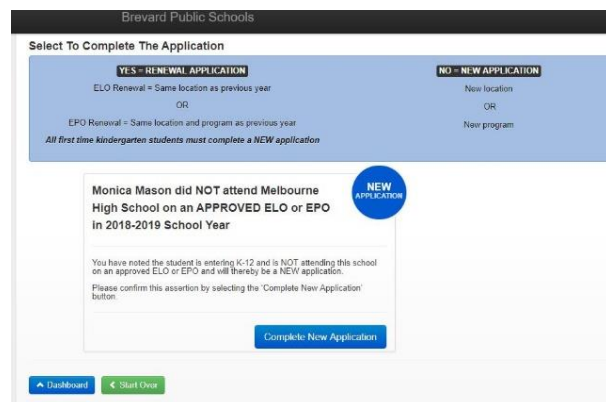 Brevard Public Schools
Select To Complete The Application
YES = RENEWAL APPLICATION
ELO Renewal = Same location as previous year
OR
EPO Renewal = Same location and program as previous year
All first time kindergarten students must complete a NEW application
NO = NEW APPLICATION
New location
OR
New program
Monica Mason did NOT attend Melbourne
High School on an APPROVED ELO or EPO
in 2018-2019 School Year
NEW
APPLICATION
You have noted the student is entering K-12 and is NOT attending this school
on an approved ELO or EPO and will thereby be a NEW application.
Please confirm this assertion by selecting the 'Complete New Application'
button
Complete New Application
Dashboard
Start Over